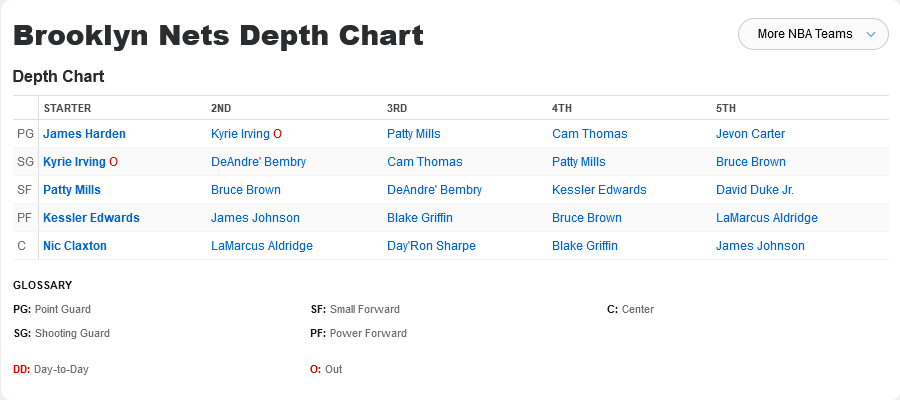 Brooklyn Nets Depth Chart
More NBA Teams
Depth Chart
STARTER 2ND 3RD 4TH 5TH
PG James Harden Kyrie Irving O Patty Mills Cam Thomas Jevon Carter
SG Kyrie Irving O DeAndre' Bembry Cam Thomas Patty Mills Bruce Brown
SF Patty Mills Bruce Brown DeAndre' Bembry Kessler Edwards David Duke Jr.
PF Kessler Edwards James Johnson Blake Griffin Bruce Brown LaMarcus Aldridge
C Nic Claxton LaMarcus Aldridge Day'Ron Sharpe Blake Griffin James Johnson
GLOSSARY
PG: Point Guard SF: Small Forward C: Center
SG: Shooting Guard PF: Power Forward
DD: Day-to-Day O: Out